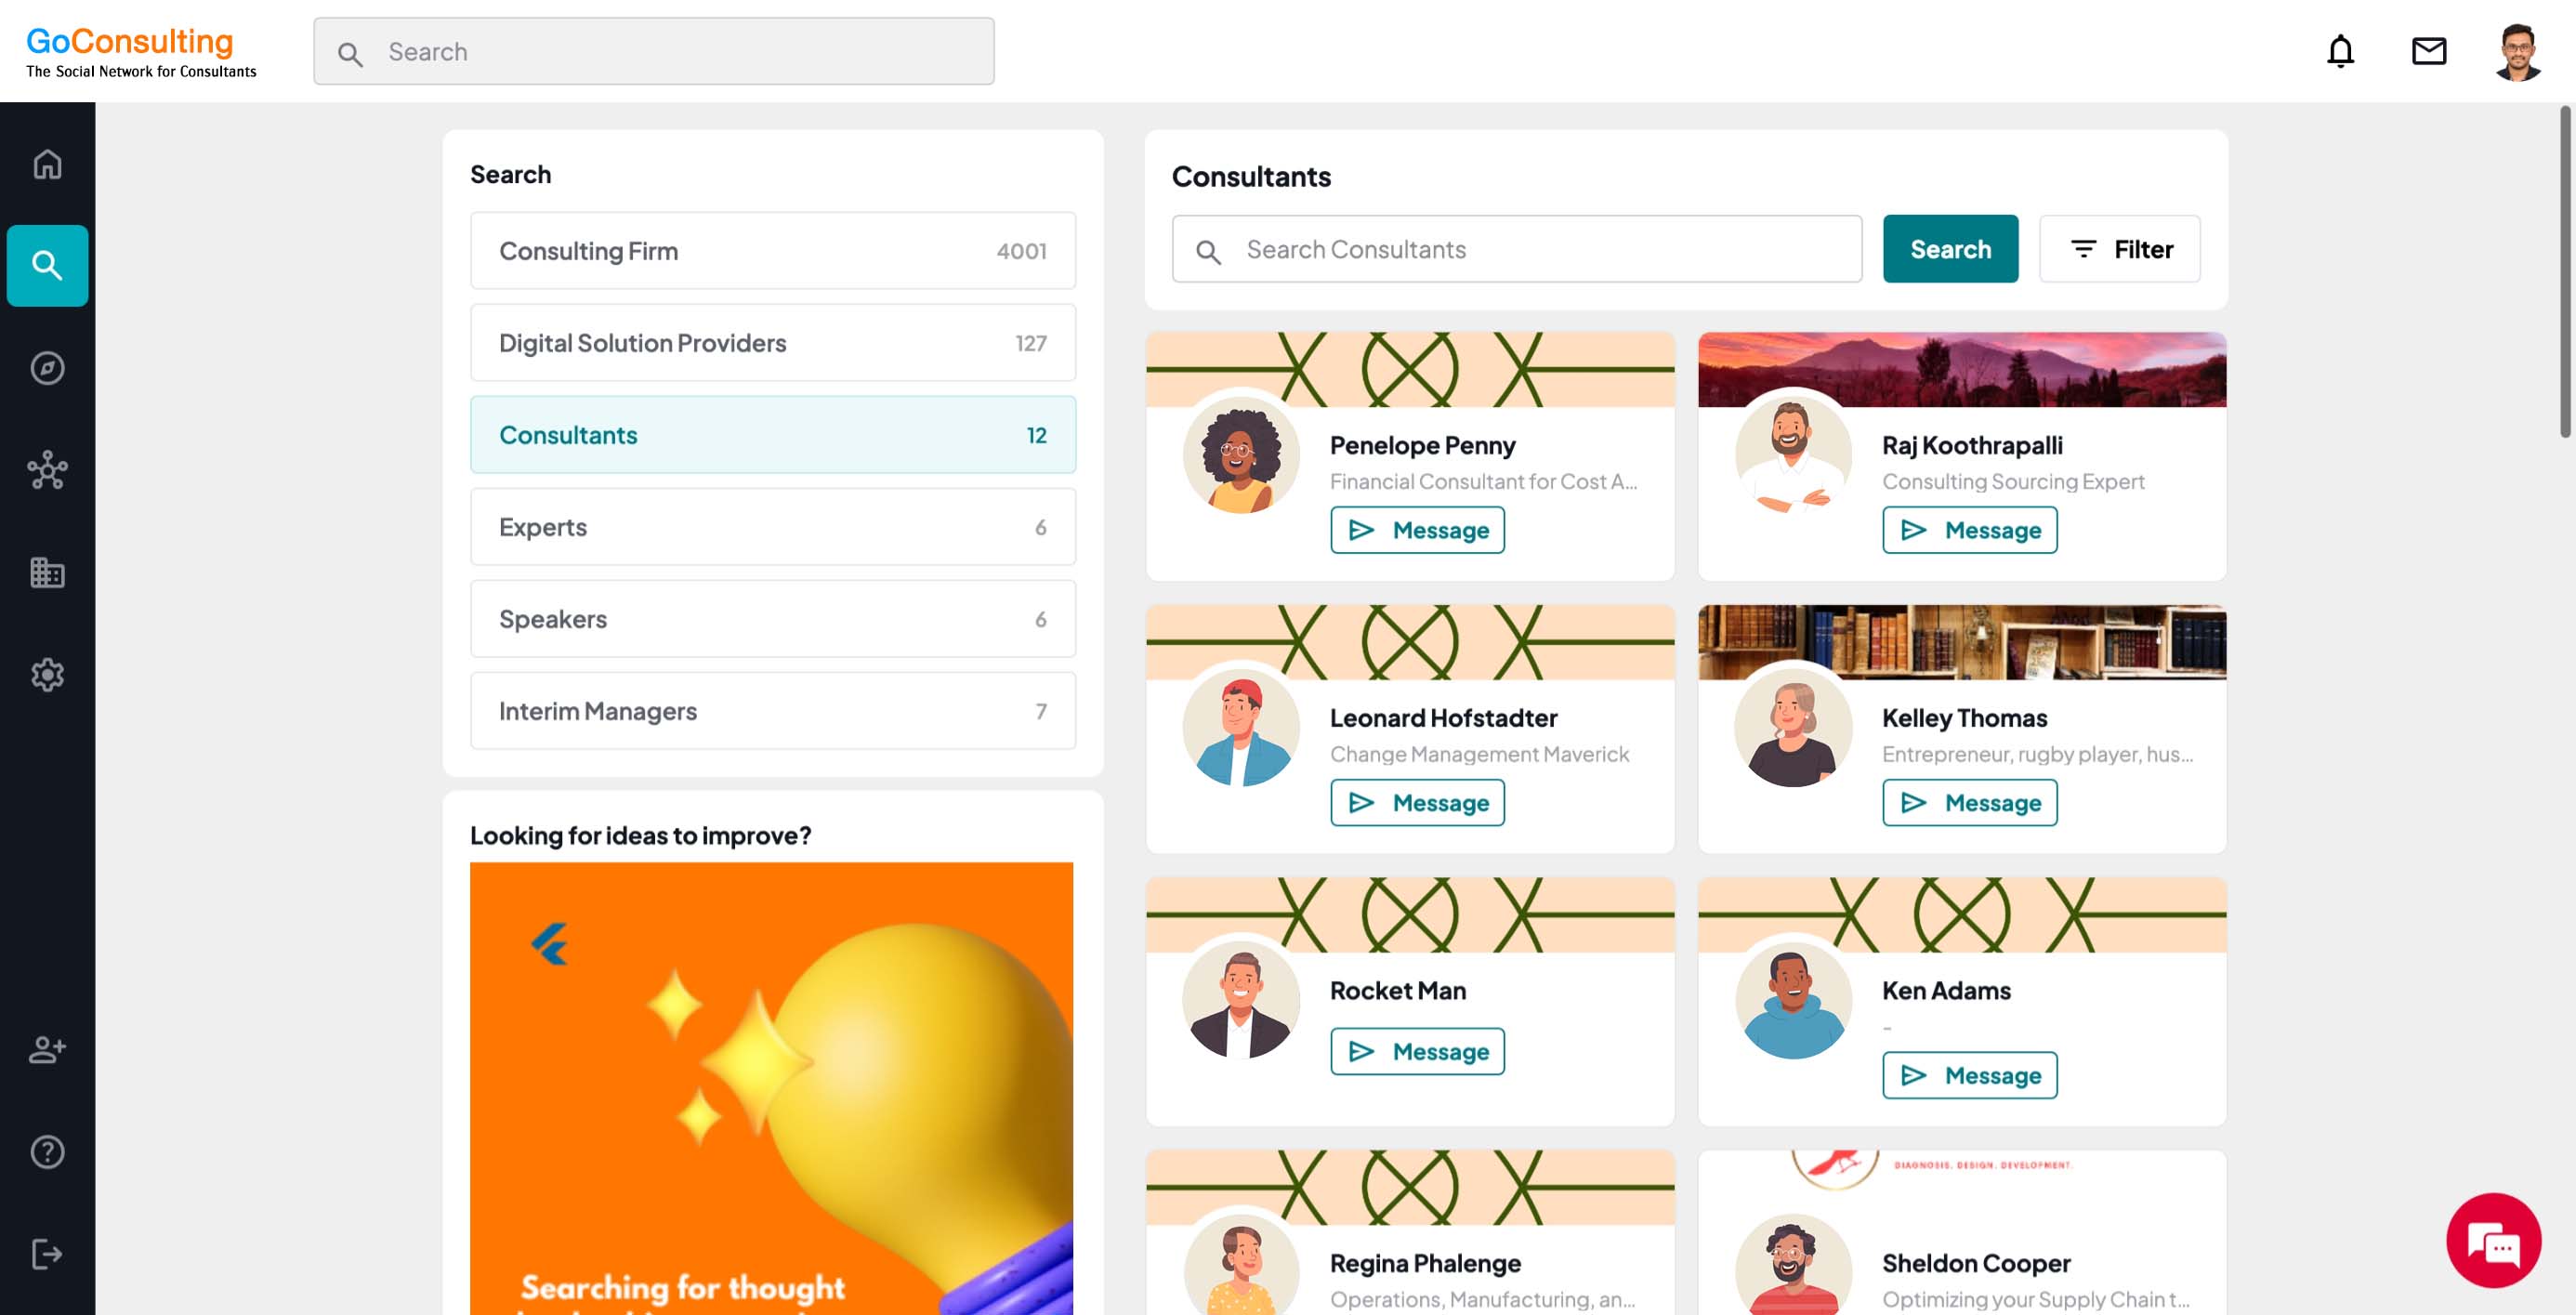 GoConsulting
The Social Network for Consultants
Search
Search
Consulting Firm 4001
Digital Solution Providers 127
Consultants 12
Experts 6
Speakers 6
Interim Managers 7
Looking for ideas to improve?
Searching for thought
Consultants
Search Consultants
Search
Filter
Penelope Penny
Financial Consultant for Cost A...
Message
Raj Koothrapalli
Consulting Sourcing Expert
Message
Leonard Hofstadter
Change Management Maverick
Message
Kelley Thomas
Entrepreneur, rugby player, hus...
Message
Rocket Man
Message
Ken Adams
-
Message
Regina Phalenge
Operations, Manufacturing, an...
DIAGNOSIS. DESIGN. DEVELOPMENT.
Sheldon Cooper
Optimizing your Supply Chain t...